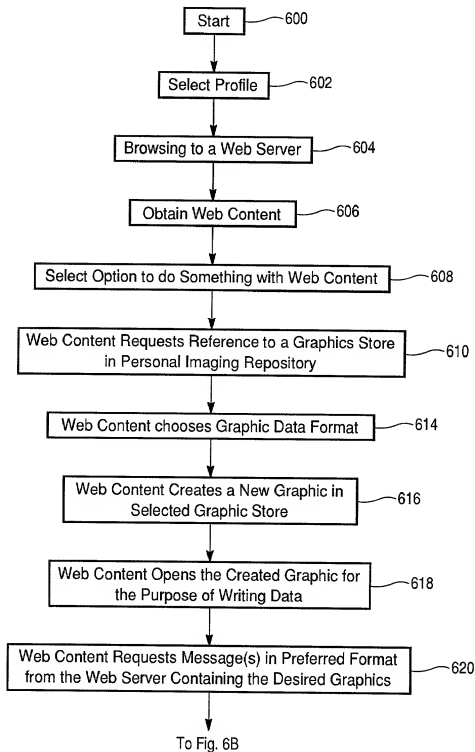 Start
600
Select Profile
602
Browsing to a Web Server
604
Obtain Web Content
606
Select Option to do Something with Web Content
608
Web Content Requests Reference to a Graphics Store
in Personal Imaging Repository
610
Web Content chooses Graphic Data Format
614
Web Content Creates a New Graphic in
Selected Graphic Store
616
Web Content Opens the Created Graphic for
the Purpose of Writing Data
618
Web Content Requests Message(s) in Preferred Format
from the Web Server Containing the Desired Graphics
620
To Fig. 6B